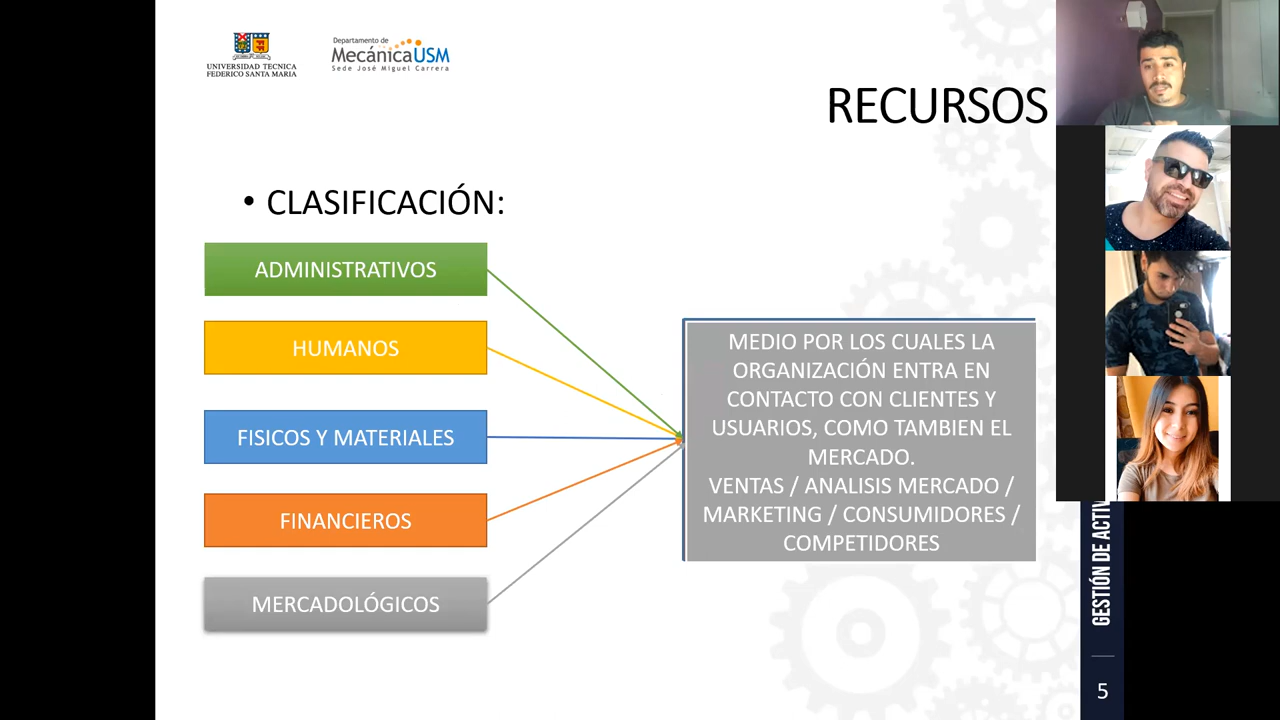 UNIVERSIDAD TECNICA
FEDERICO SANTA MARIA
Departamento de
MecánicaUSM
Sede José Miguel Carrera
RECURSOS
• CLASIFICACIÓN:
ADMINISTRATIVOS
HUMANOS
FISICOS Y MATERIALES
FINANCIEROS
MERCADOLÓGICOS
MEDIO POR LOS CUALES LA
ORGANIZACIÓN ENTRA EN
CONTACTO CON CLIENTES Y
USUARIOS, COMO TAMBIEN EL
MERCADO.
VENTAS / ANALISIS MERCADO /
MARKETING / CONSUMIDORES /
COMPETIDORES
GESTIÓN DE
5